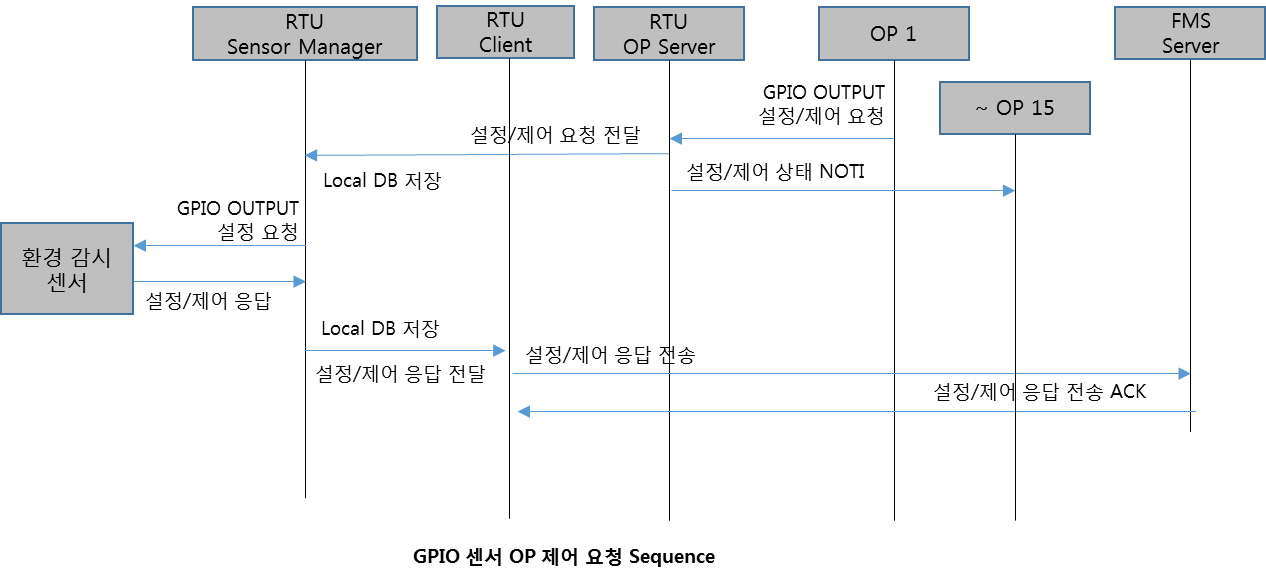 RTU
Sensor Manager
RTU
Client
RTU
OP Server
OP 1
FMS
Server
~ OP 15
GPIO OUTPUT
설정/제어 요청
설정/제어 요청 전달
설정/제어 상태 NOTI
Local DB 저장
GPIO OUTPUT
설정 요청
환경 감시
센서
설정/제어 응답
Local DB 저장
설정/제어 응답 전달
설정/제어 응답 전송
설정/제어 응답 전송 ACK
GPIO 센서 OP 제어 요청 Sequence